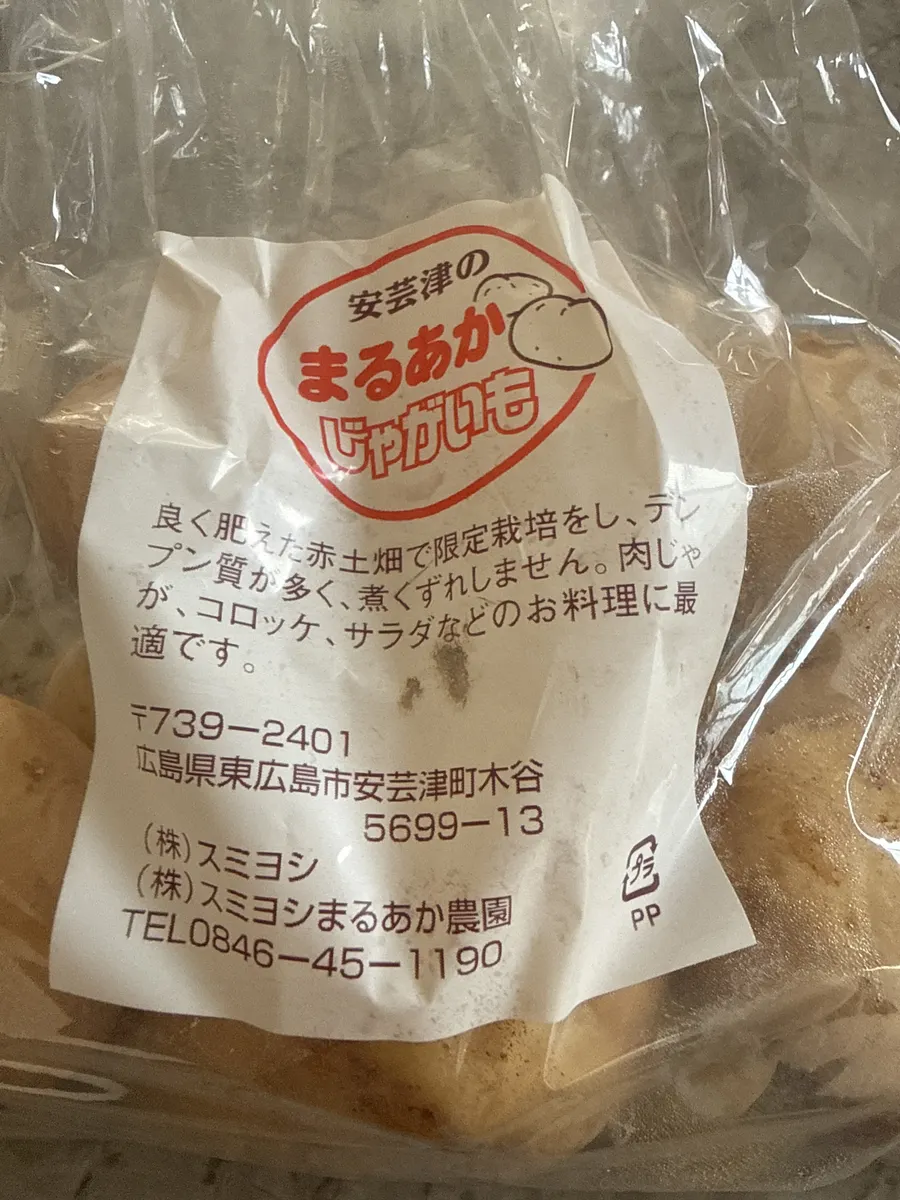 安芸津の
まるあか
じゃがいも
良く肥えた赤土畑で限定栽培をし、デン
プン質が多く、煮くずれしません。肉じゃ
が、コロッケ、サラダなどのお料理に最
適です。
〒739-2401
広島県東広島市安芸津町木谷
5699-13
(株)スミヨシ
(株)スミヨシまるあか農園
TEL0846-45-1190
プラ
PP